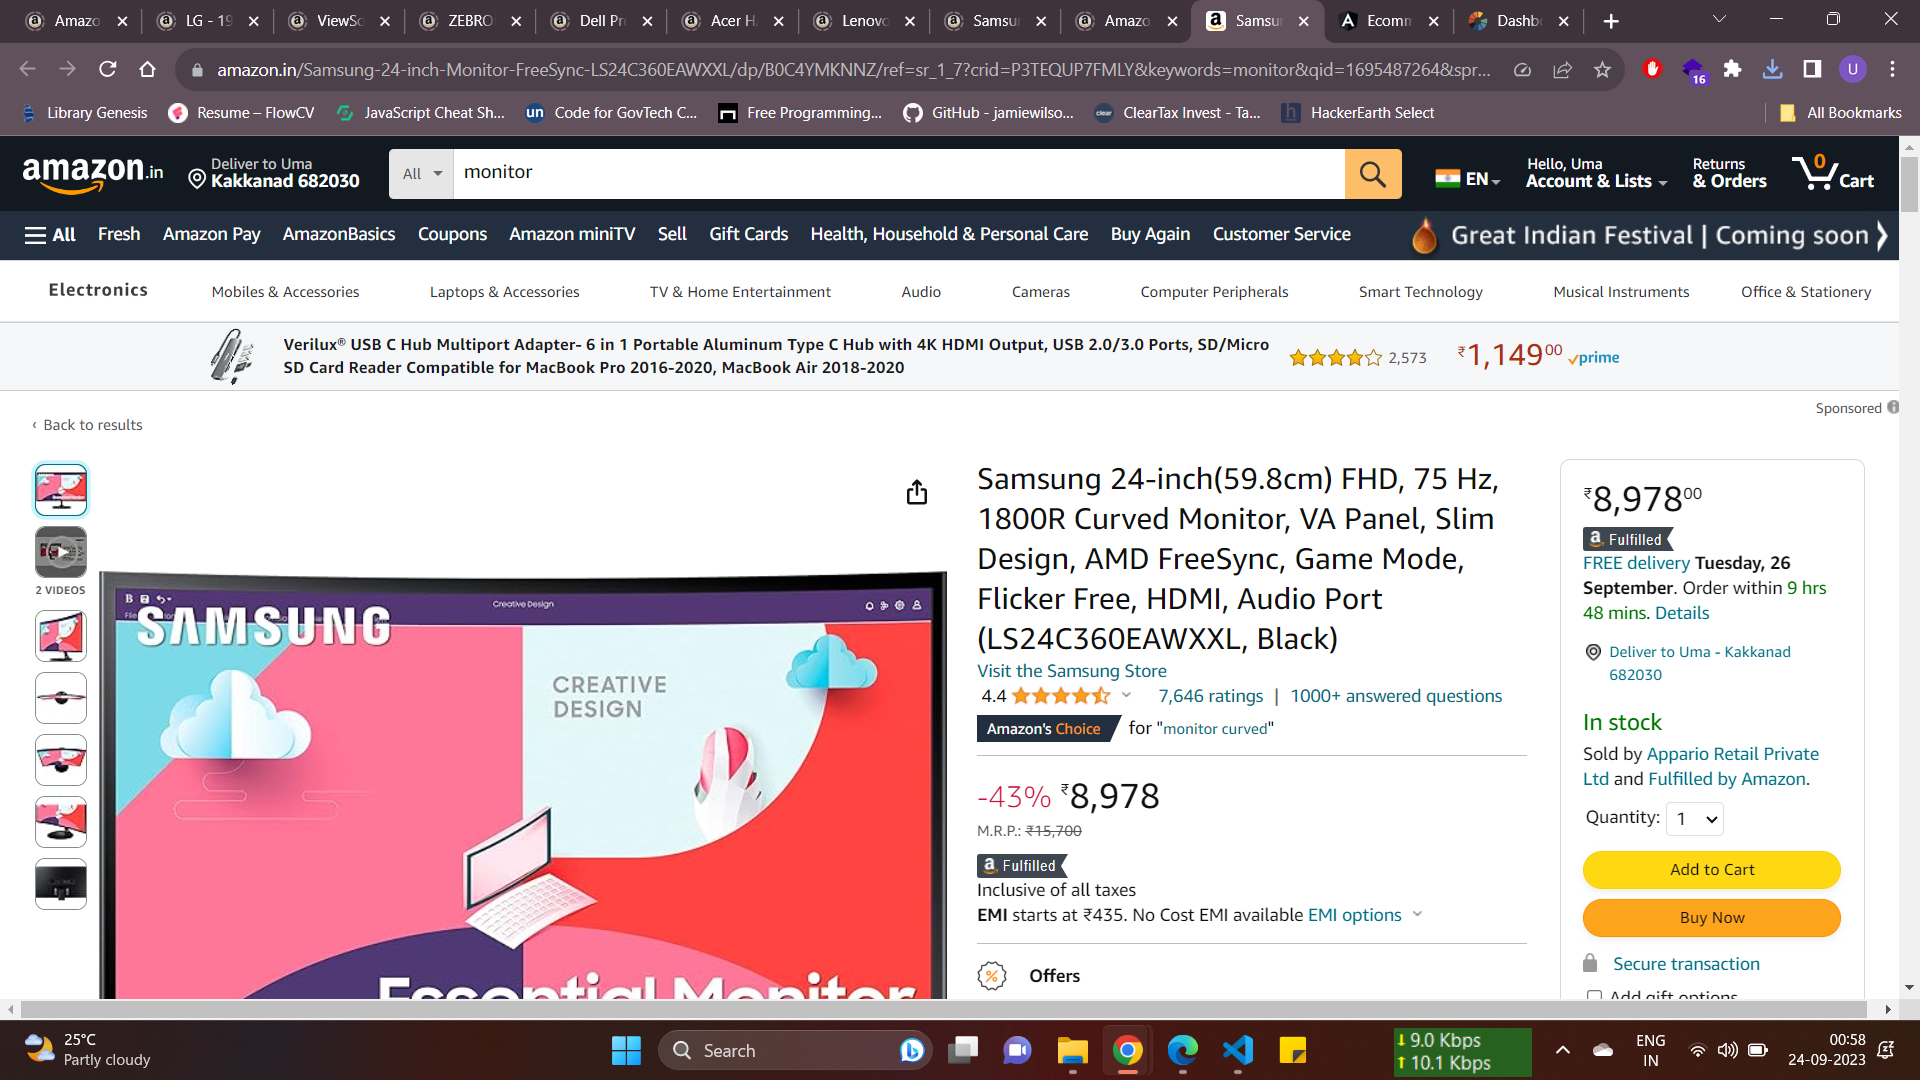 Amazo
LG - 19
ViewSo
ZEBRO
Dell Pr
Acer H
Lenovo
Samsu
Amazo
Samsu
Ecomm
Dashb
amazon.in/Samsung-24-inch-Monitor-FreeSync-LS24C360EAWXXL/dp/B0C4YMKNNZ/ref=sr_1_7?crid=P3TEQUP7FMLY&keywords=monitor&qid=1695487264&spr...
16
U
Library Genesis
Resume – FlowCV
JavaScript Cheat Sh...
un
Code for GovTech C...
Free Programming...
GitHub - jamiewilso...
clear
ClearTax Invest - Ta...
h
HackerEarth Select
All Bookmarks
amazon.in
Deliver to Uma
Kakkanad 682030
All
monitor
EN
Hello, Uma
Account & Lists
Returns
& Orders
0
Cart
All
Fresh
Amazon Pay
AmazonBasics
Coupons
Amazon miniTV
Sell
Gift Cards
Health, Household & Personal Care
Buy Again
Customer Service
Great Indian Festival | Coming soon
Electronics
Mobiles & Accessories
Laptops & Accessories
TV & Home Entertainment
Audio
Cameras
Computer Peripherals
Smart Technology
Musical Instruments
Office & Stationery
Verilux® USB C Hub Multiport Adapter- 6 in 1 Portable Aluminum Type C Hub with 4K HDMI Output, USB 2.0/3.0 Ports, SD/Micro
SD Card Reader Compatible for MacBook Pro 2016-2020, MacBook Air 2018-2020
2,573
₹1,14900
prime
Sponsored
‹ Back to results
2 VIDEOS
B
Creative Design
File
SAMSUNG
CREATIVE
DESIGN
Essential Monitor
Samsung 24-inch(59.8cm) FHD, 75 Hz,
1800R Curved Monitor, VA Panel, Slim
Design, AMD FreeSync, Game Mode,
Flicker Free, HDMI, Audio Port
(LS24C360EAWXXL, Black)
Visit the Samsung Store
4.4
7,646 ratings | 1000+ answered questions
Amazon's Choice for "monitor curved"
-43% ₹8,978
M.R.P.: ₹15,700
a Fulfilled
Inclusive of all taxes
EMI starts at ₹435. No Cost EMI available EMI options
%
Offers
₹8,97800
a Fulfilled
FREE delivery Tuesday, 26
September. Order within 9 hrs
48 mins. Details
Deliver to Uma - Kakkanad
682030
In stock
Sold by Appario Retail Private
Ltd and Fulfilled by Amazon.
Quantity: 1
Add to Cart
Buy Now
Secure transaction
Add gift options
25°C
Partly cloudy
Search
9.0 Kbps
10.1 Kbps
ENG
IN
00:58
24-09-2023